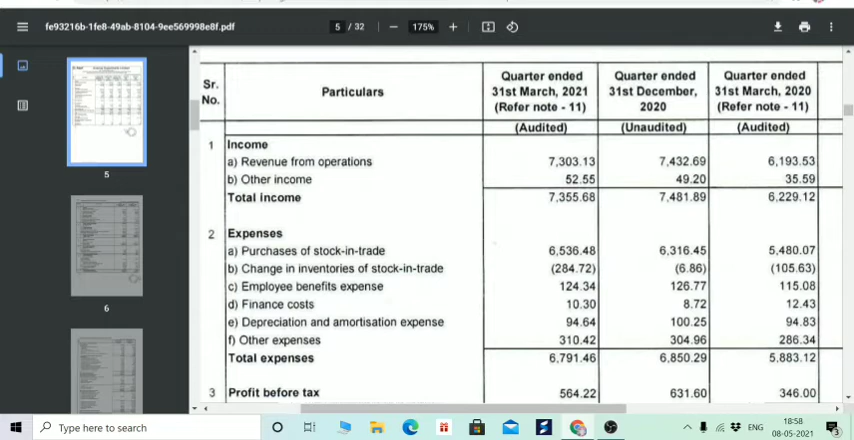 fe93216b-1fe8-49ab-8104-9ee569998e8f.pdf 5 / 32 — 175% +
Sr. No. Particulars Quarter ended 31st March, 2021 (Refer note - 11) Quarter ended 31st December, 2020 Quarter ended 31st March, 2020 (Refer note - 11)
(Audited) (Unaudited) (Audited)
1 Income
a) Revenue from operations 7,303.13 7,432.69 6,193.53
b) Other income 52.55 49.20 35.59
Total income 7,355.68 7,481.89 6,229.12
2 Expenses
a) Purchases of stock-in-trade 6,536.48 6,316.45 5,480.07
b) Change in inventories of stock-in-trade (284.72) (6.86) (105.63)
c) Employee benefits expense 124.34 126.77 115.08
d) Finance costs 10.30 8.72 12.43
e) Depreciation and amortisation expense 94.64 100.25 94.83
f) Other expenses 310.42 304.96 286.34
Total expenses 6,791.46 6,850.29 5,883.12
3 Profit before tax 564.22 631.60 346.00
5
6
Type here to search
ENG
18:58
08-05-2021
3